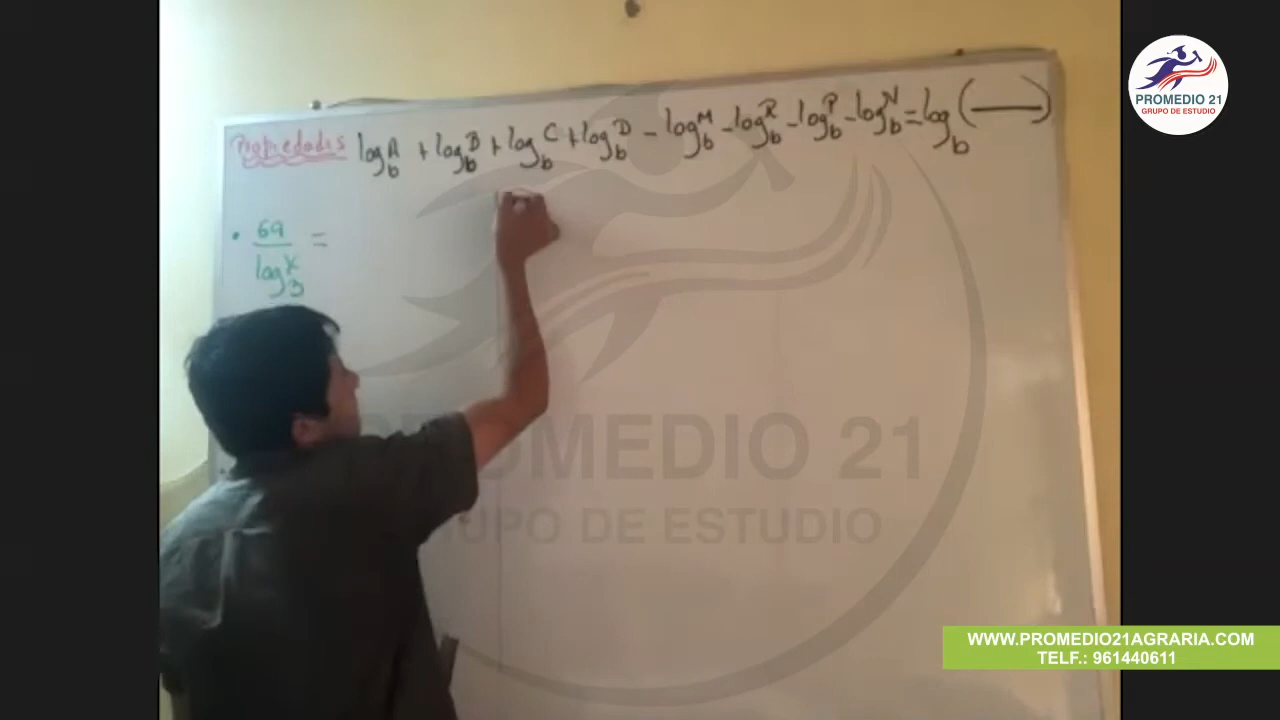 PROMEDIO 21
GRUPO DE ESTUDIO
Propiedades log_b^A + log_b^B + log_b^C + log_b^D - log_b^M - log_b^R - log_b^P - log_b^N = log_b (—)
• 69 / log_3^x =
PROMEDIO 21
GRUPO DE ESTUDIO
WWW.PROMEDIO21AGRARIA.COM
TELF.: 961440611